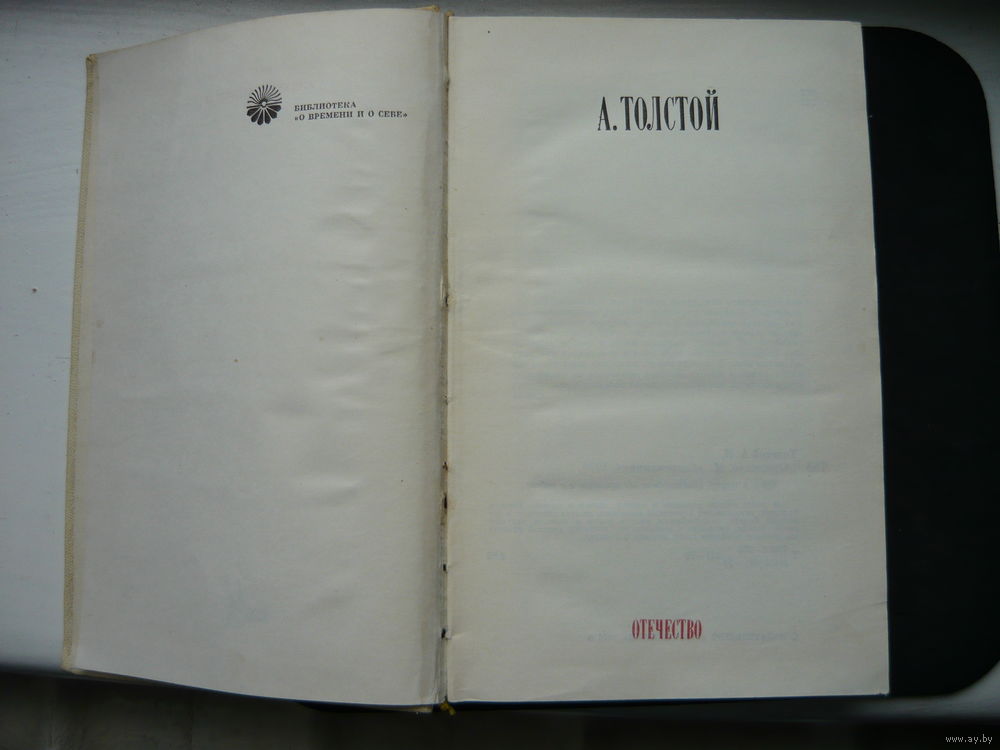 БИБЛИОТЕКА
«О ВРЕМЕНИ И О СЕБЕ»
А. ТОЛСТОЙ
ОТЕЧЕСТВО
www.ay.by